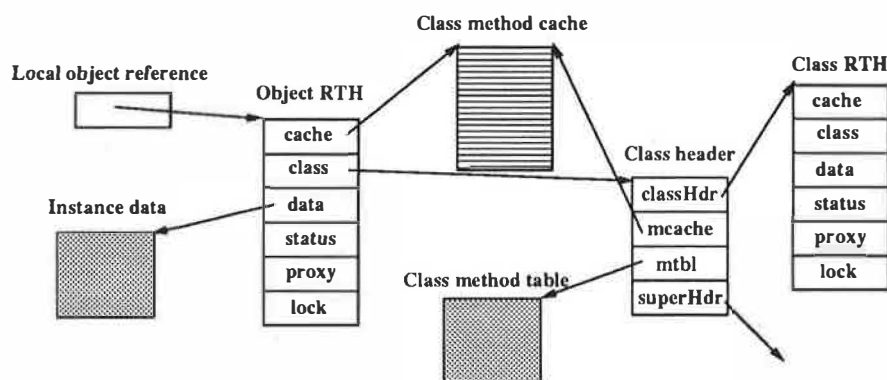 Class method cache
Local object reference
Object RTH
Class RTH
cache
class
data
status
proxy
lock
Instance data
Class header
classHdr
mcache
mtbl
superHdr
Class method table
cache
class
data
status
proxy
lock